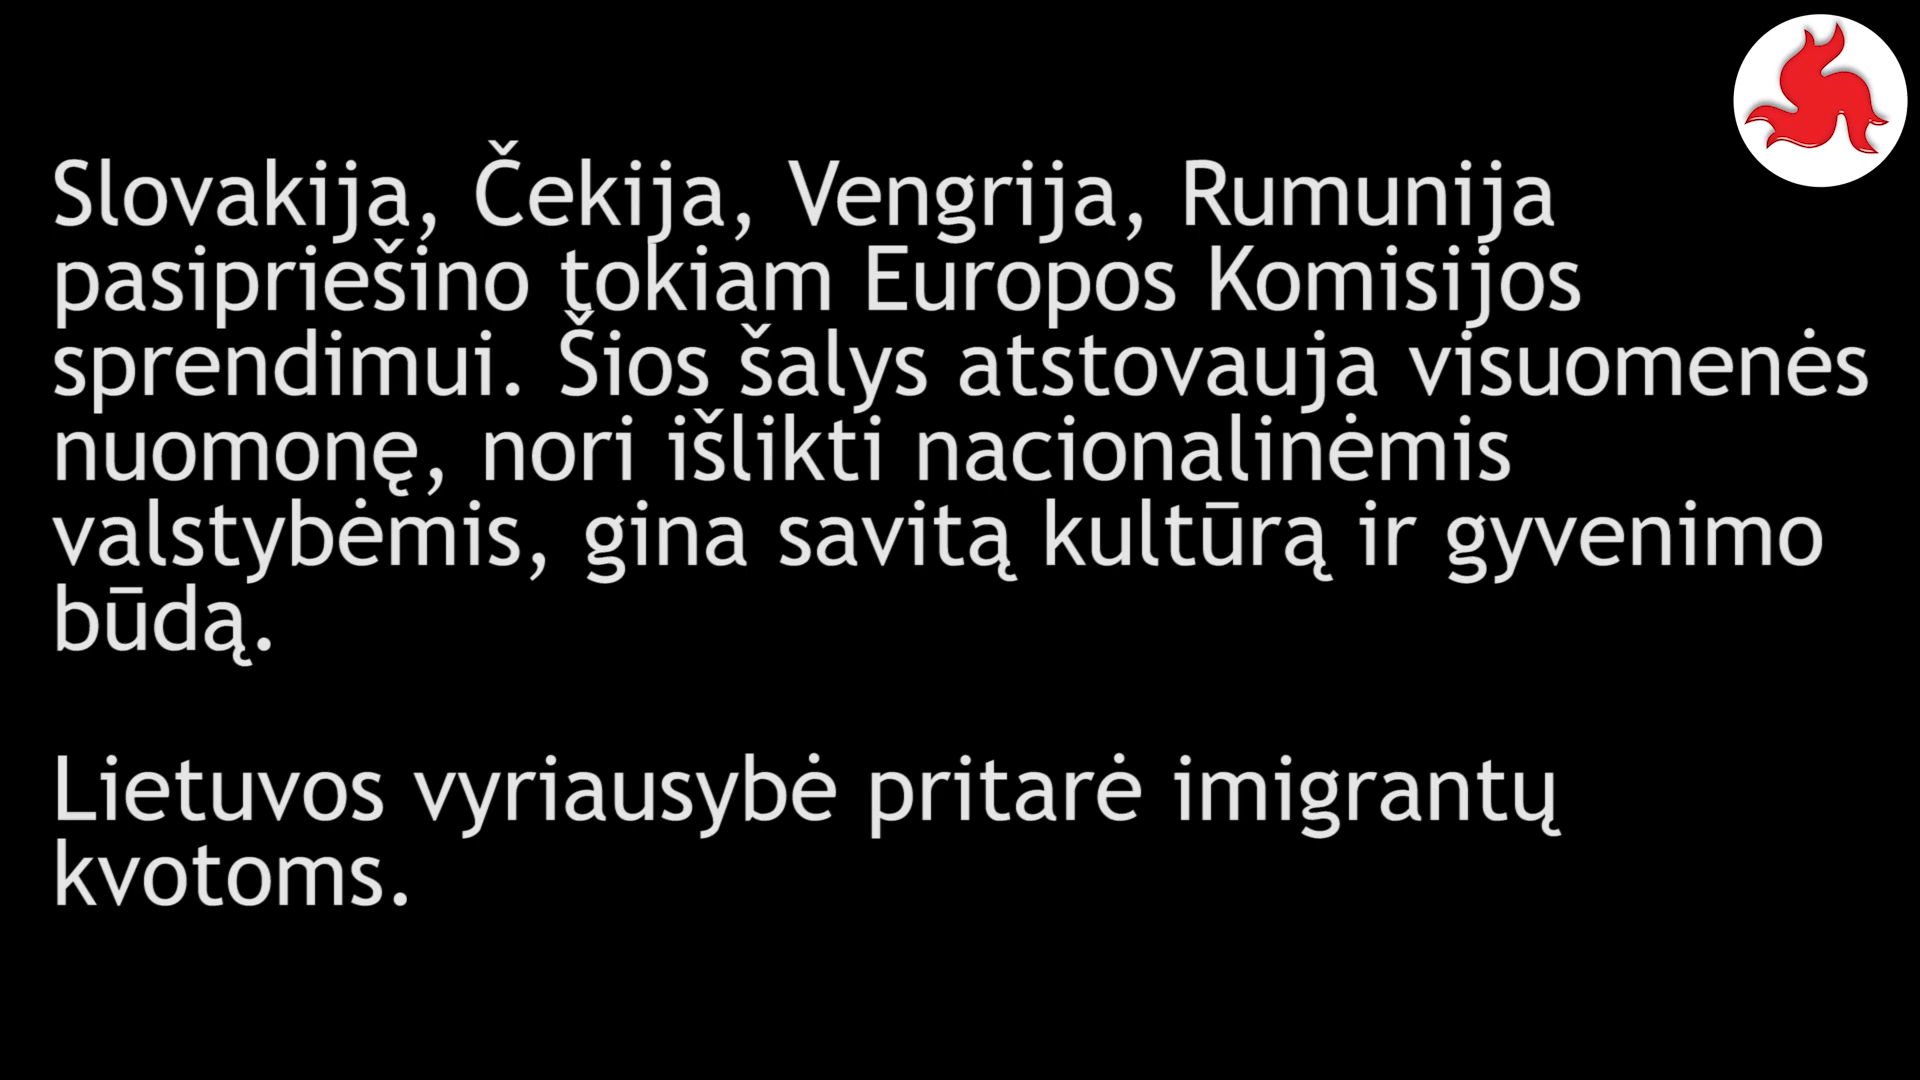 Slovakija, Čekija, Vengrija, Rumunija
pasipriešino tokiam Europos Komisijos
sprendimui. Šios šalys atstovauja visuomenės
nuomonę, nori išlikti nacionalinėmis
valstybėmis, gina savitą kultūrą ir gyvenimo
būdą.
Lietuvos vyriausybė pritarė imigrantų
kvotoms.